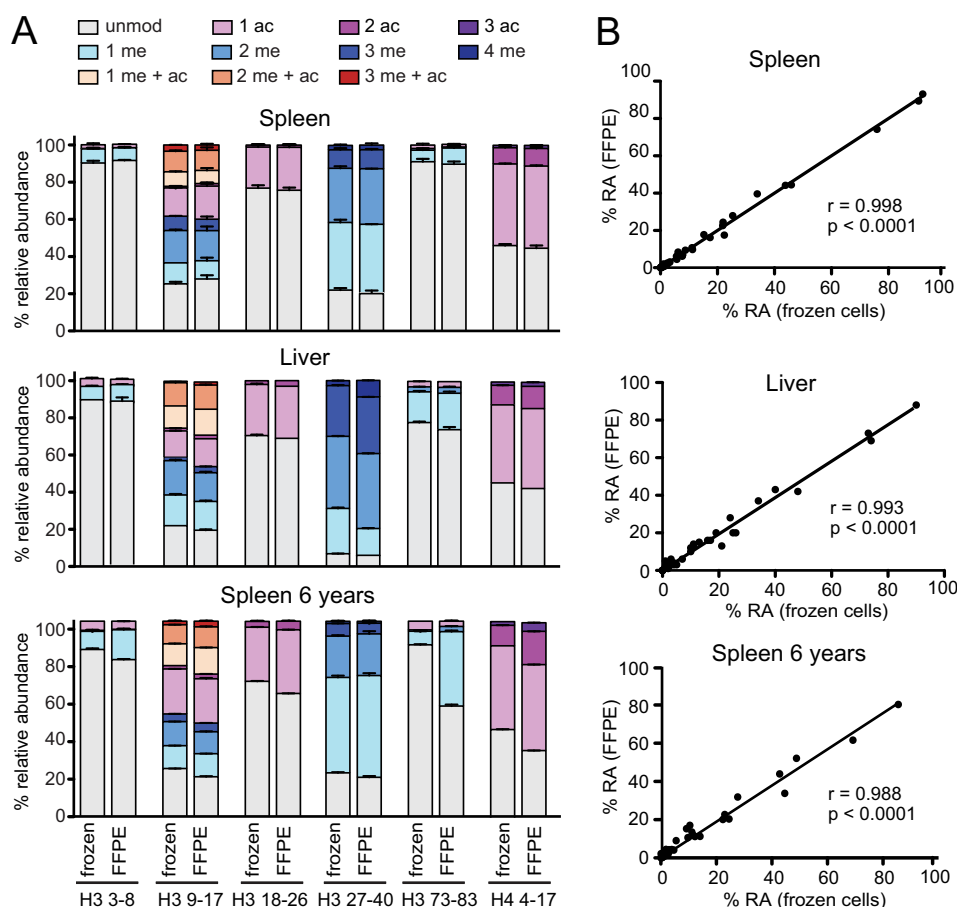 A
B
unmod 1 ac 2 ac 3 ac
1 me 2 me 3 me 4 me
1 me + ac 2 me + ac 3 me + ac
Spleen
% relative abundance
100
80
60
40
20
0
Liver
% relative abundance
100
80
60
40
20
0
Spleen 6 years
% relative abundance
100
80
60
40
20
0
frozen FFPE frozen FFPE frozen FFPE frozen FFPE frozen FFPE frozen FFPE
H3 3-8 H3 9-17 H3 18-26 H3 27-40 H3 73-83 H4 4-17
Spleen
% RA (FFPE)
100
80
60
40
20
0
r = 0.998
p < 0.0001
0 20 40 60 80 100
% RA (frozen cells)
Liver
% RA (FFPE)
100
80
60
40
20
0
r = 0.993
p < 0.0001
0 20 40 60 80 100
% RA (frozen cells)
Spleen 6 years
% RA (FFPE)
100
80
60
40
20
0
r = 0.988
p < 0.0001
0 20 40 60 80 100
% RA (frozen cells)